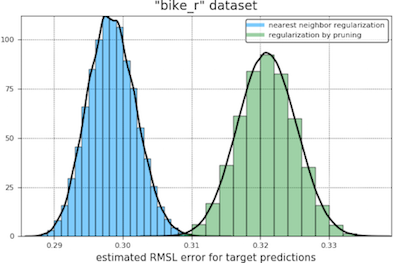 "bike_r" dataset
nearest neighbor regularization
regularization by pruning
100
75
50
25
0
0.29 0.30 0.31 0.32 0.33
estimated RMSL error for target predictions